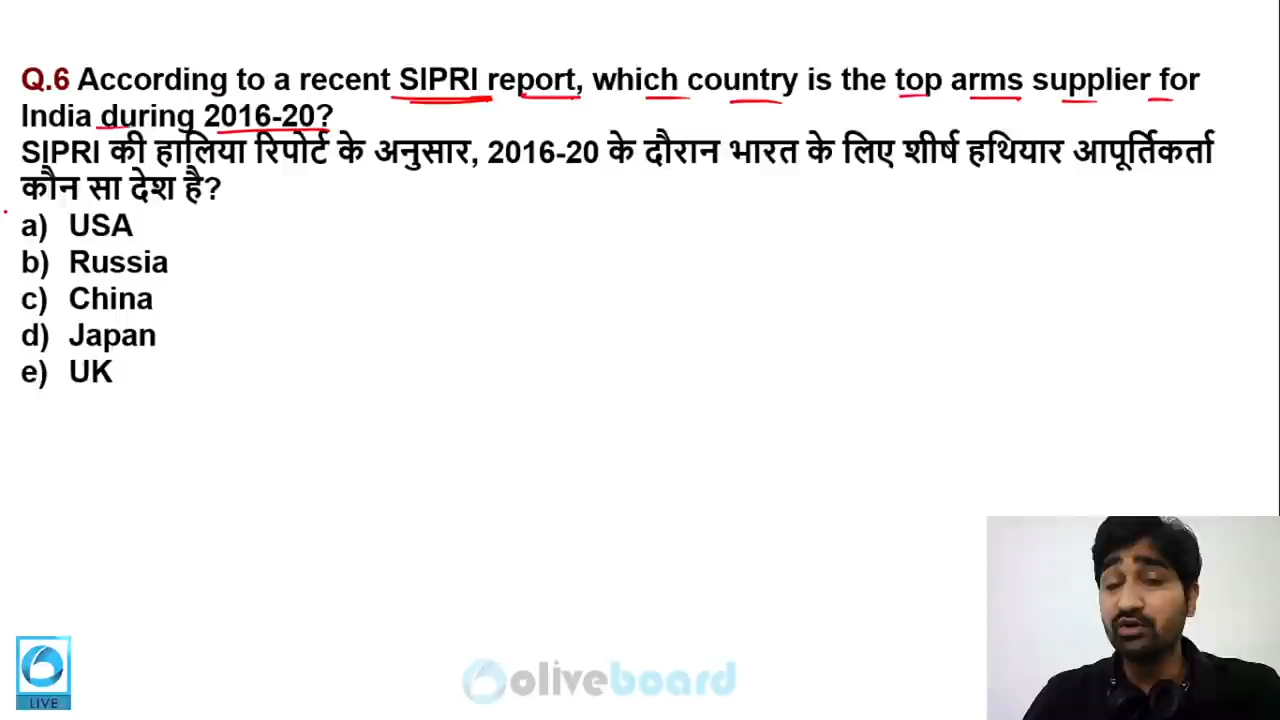 Q.6 According to a recent SIPRI report, which country is the top arms supplier for
India during 2016-20?
SIPRI की हालिया रिपोर्ट के अनुसार, 2016-20 के दौरान भारत के लिए शीर्ष हथियार आपूर्तिकर्ता
कौन सा देश है?
a) USA
b) Russia
c) China
d) Japan
e) UK
LIVE
oliveboard